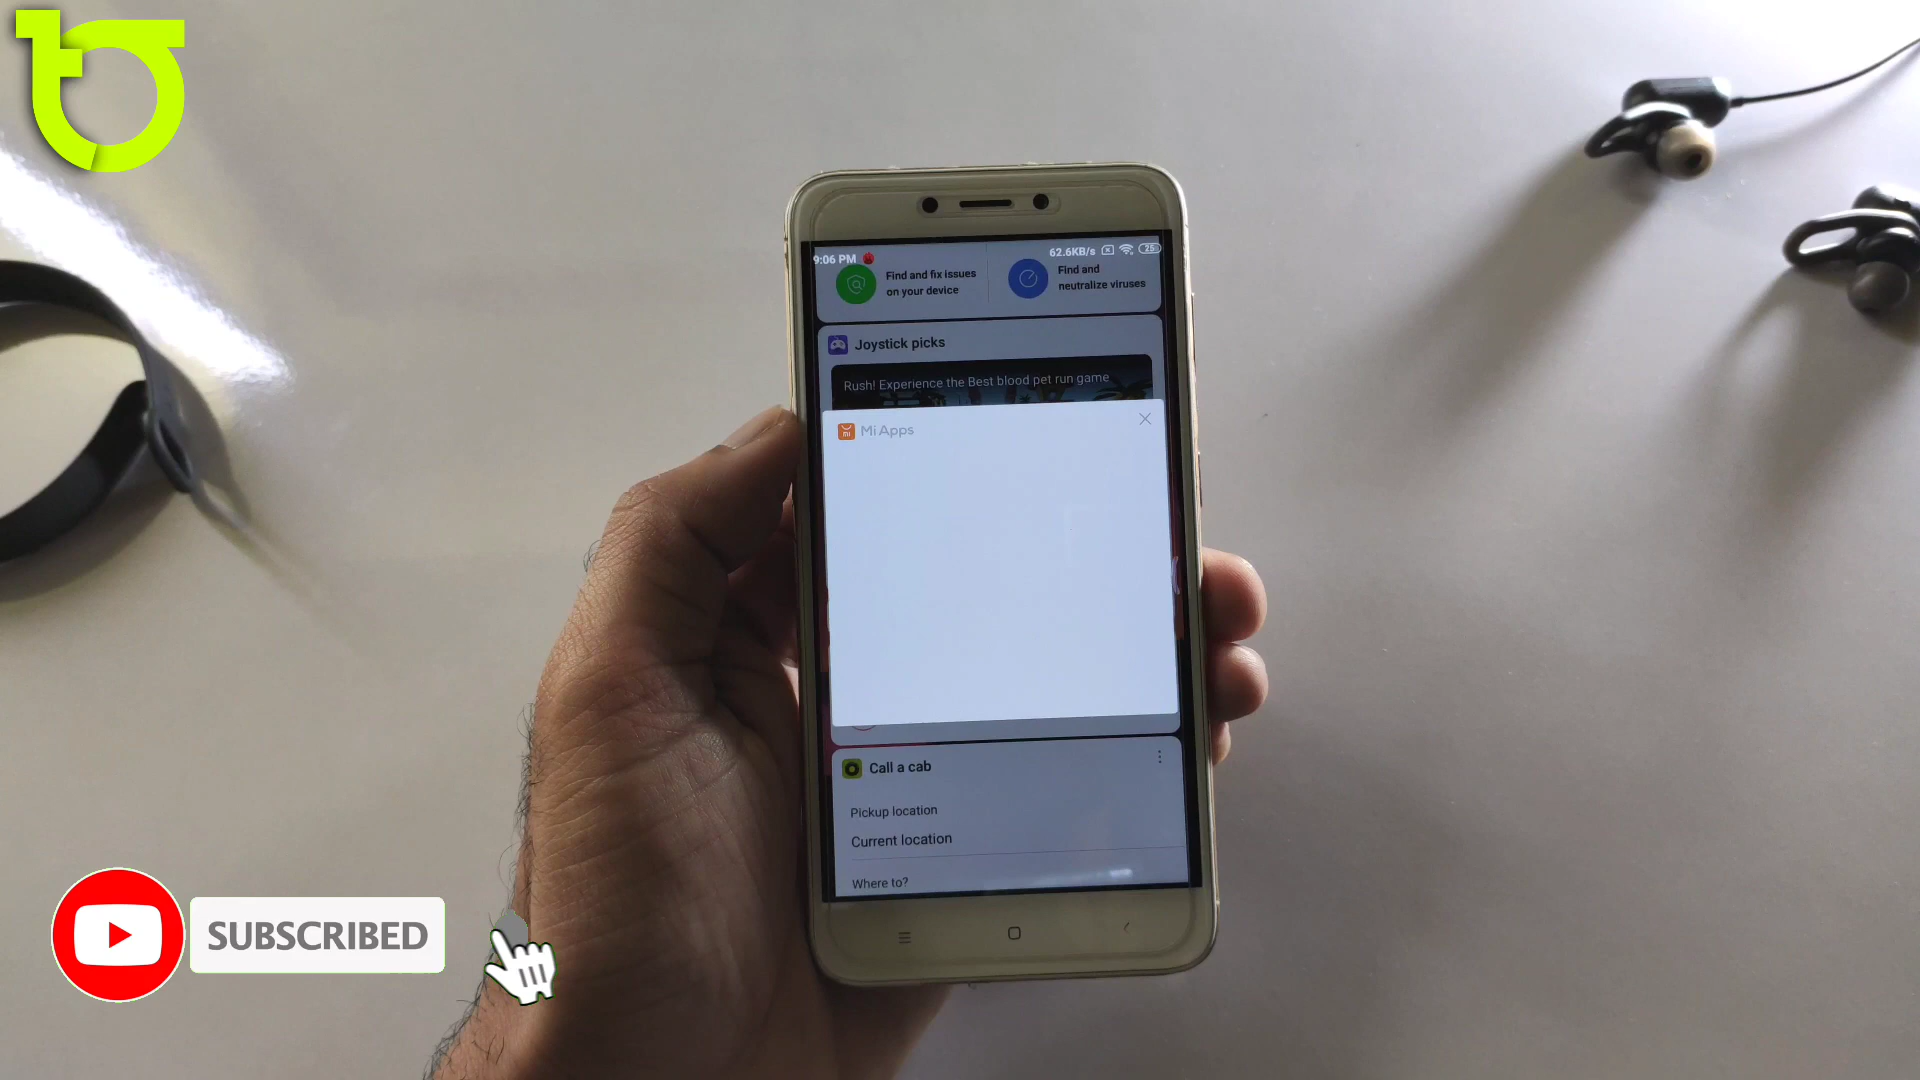 9:06 PM
62.6KB/s
25
Find and fix issues
on your device
Find and
neutralize viruses
Joystick picks
Rush! Experience the Best blood pet run game
Mi Apps
Call a cab
Pickup location
Current location
Where to?
SUBSCRIBED